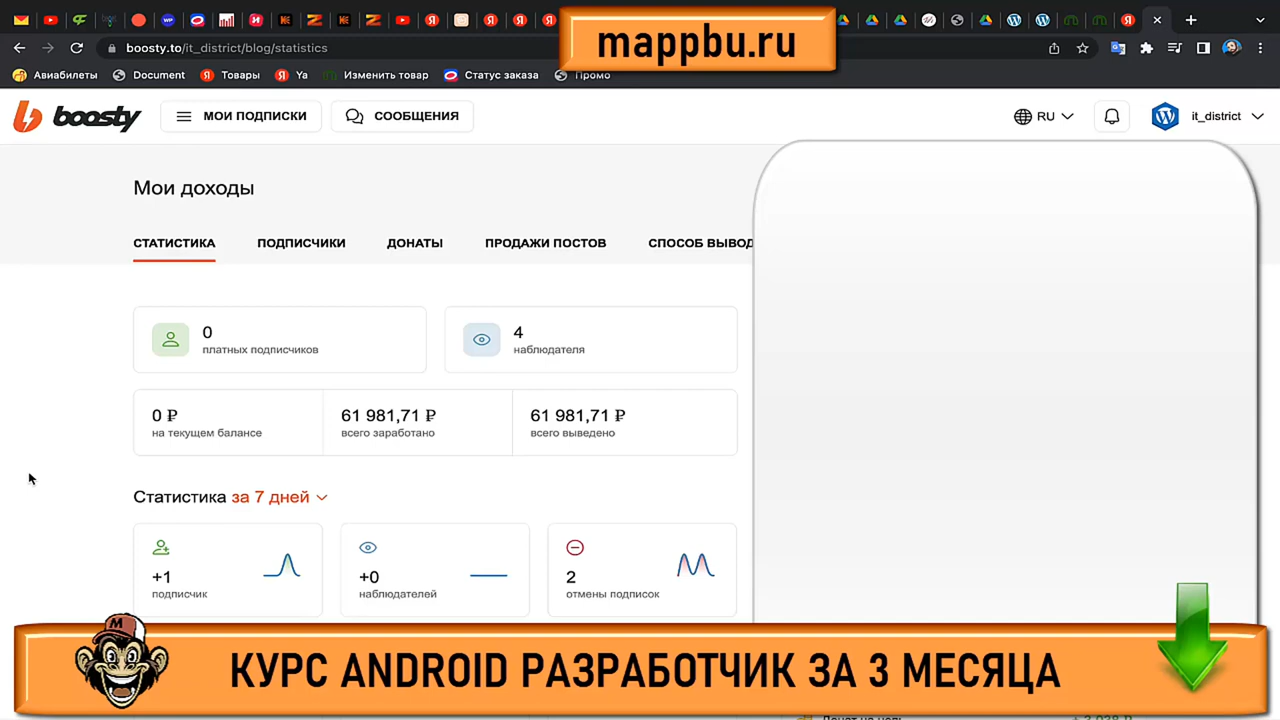 mappbu.ru
boosty.to/it_district/blog/statistics
Авиабилеты
Document
Товары
Ya
Изменить товар
Статус заказа
Промо
boosty
МОИ ПОДПИСКИ
СООБЩЕНИЯ
RU
it_district
Мои доходы
СТАТИСТИКА
ПОДПИСЧИКИ
ДОНАТЫ
ПРОДАЖИ ПОСТОВ
СПОСОБ ВЫВОД
0
платных подписчиков
4
наблюдателя
0 ₽
на текущем балансе
61 981,71 ₽
всего заработано
61 981,71 ₽
всего выведено
Статистика за 7 дней
+1
подписчик
+0
наблюдателей
2
отмены подписок
M
КУРС ANDROID РАЗРАБОТЧИК ЗА 3 МЕСЯЦА